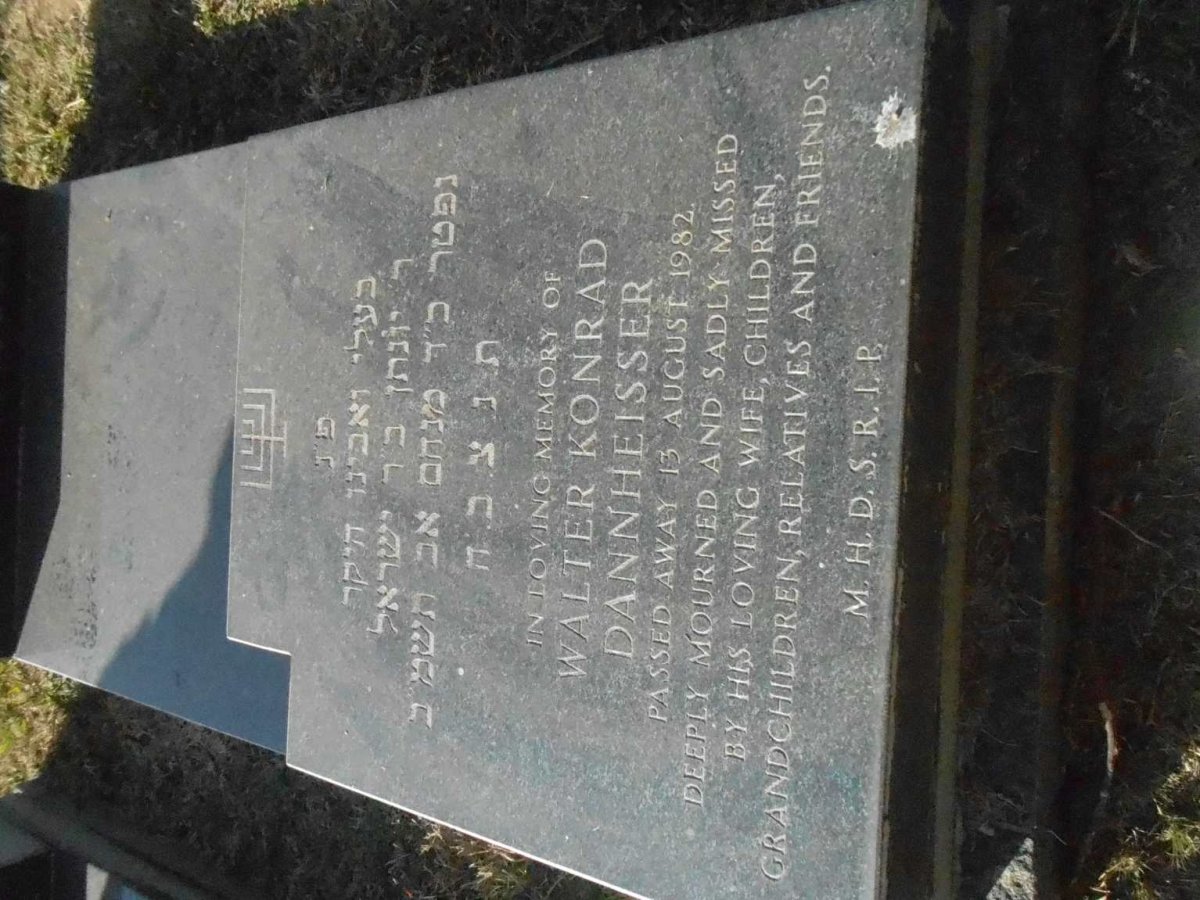 פ״נ
בעלי ואבינו היקר
ר׳ יונתן ב״ר ישראל
נפטר כ״ד מנחם אב תשמ״ב
ת נ צ ב ה
IN LOVING MEMORY OF
WALTER KONRAD
DANNHEISSER
PASSED AWAY 13 AUGUST 1982.
DEEPLY MOURNED AND SADLY MISSED
BY HIS LOVING WIFE, CHILDREN,
GRANDCHILDREN, RELATIVES AND FRIENDS.
M. H. D. S. R. I. P.